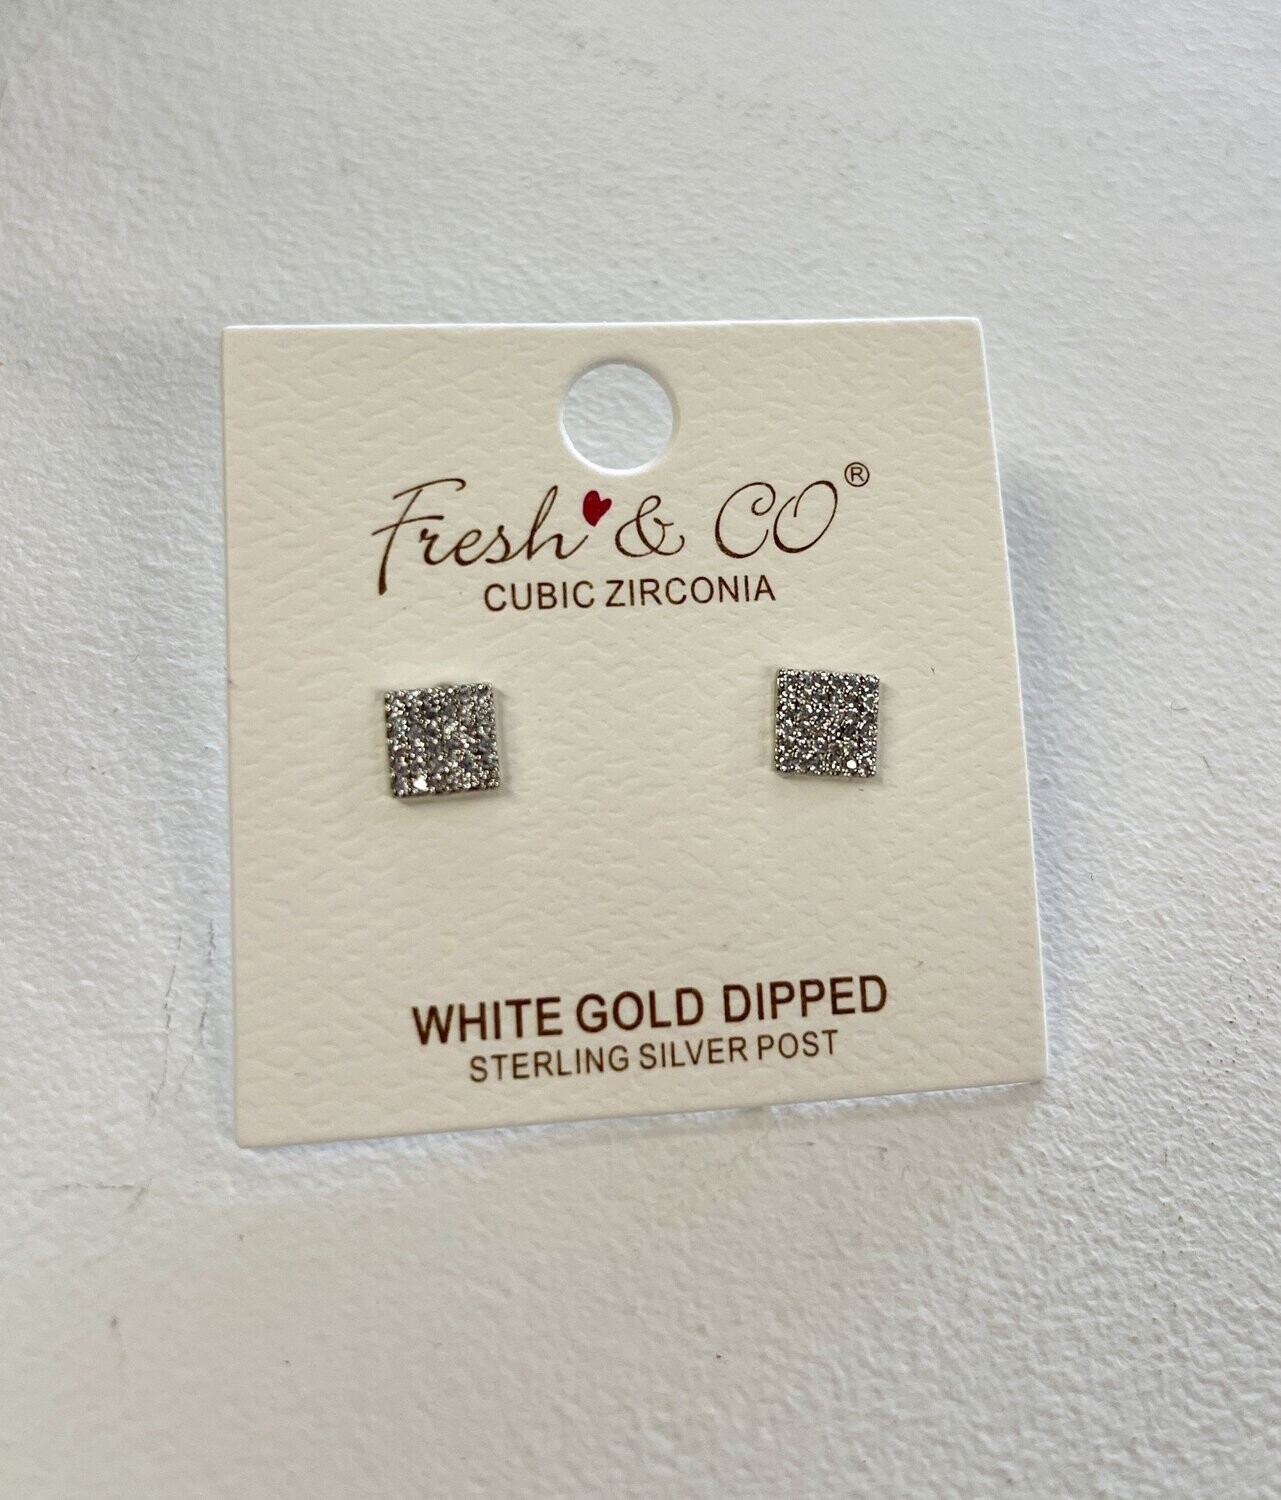 Fresh & CO®
CUBIC ZIRCONIA
WHITE GOLD DIPPED
STERLING SILVER POST